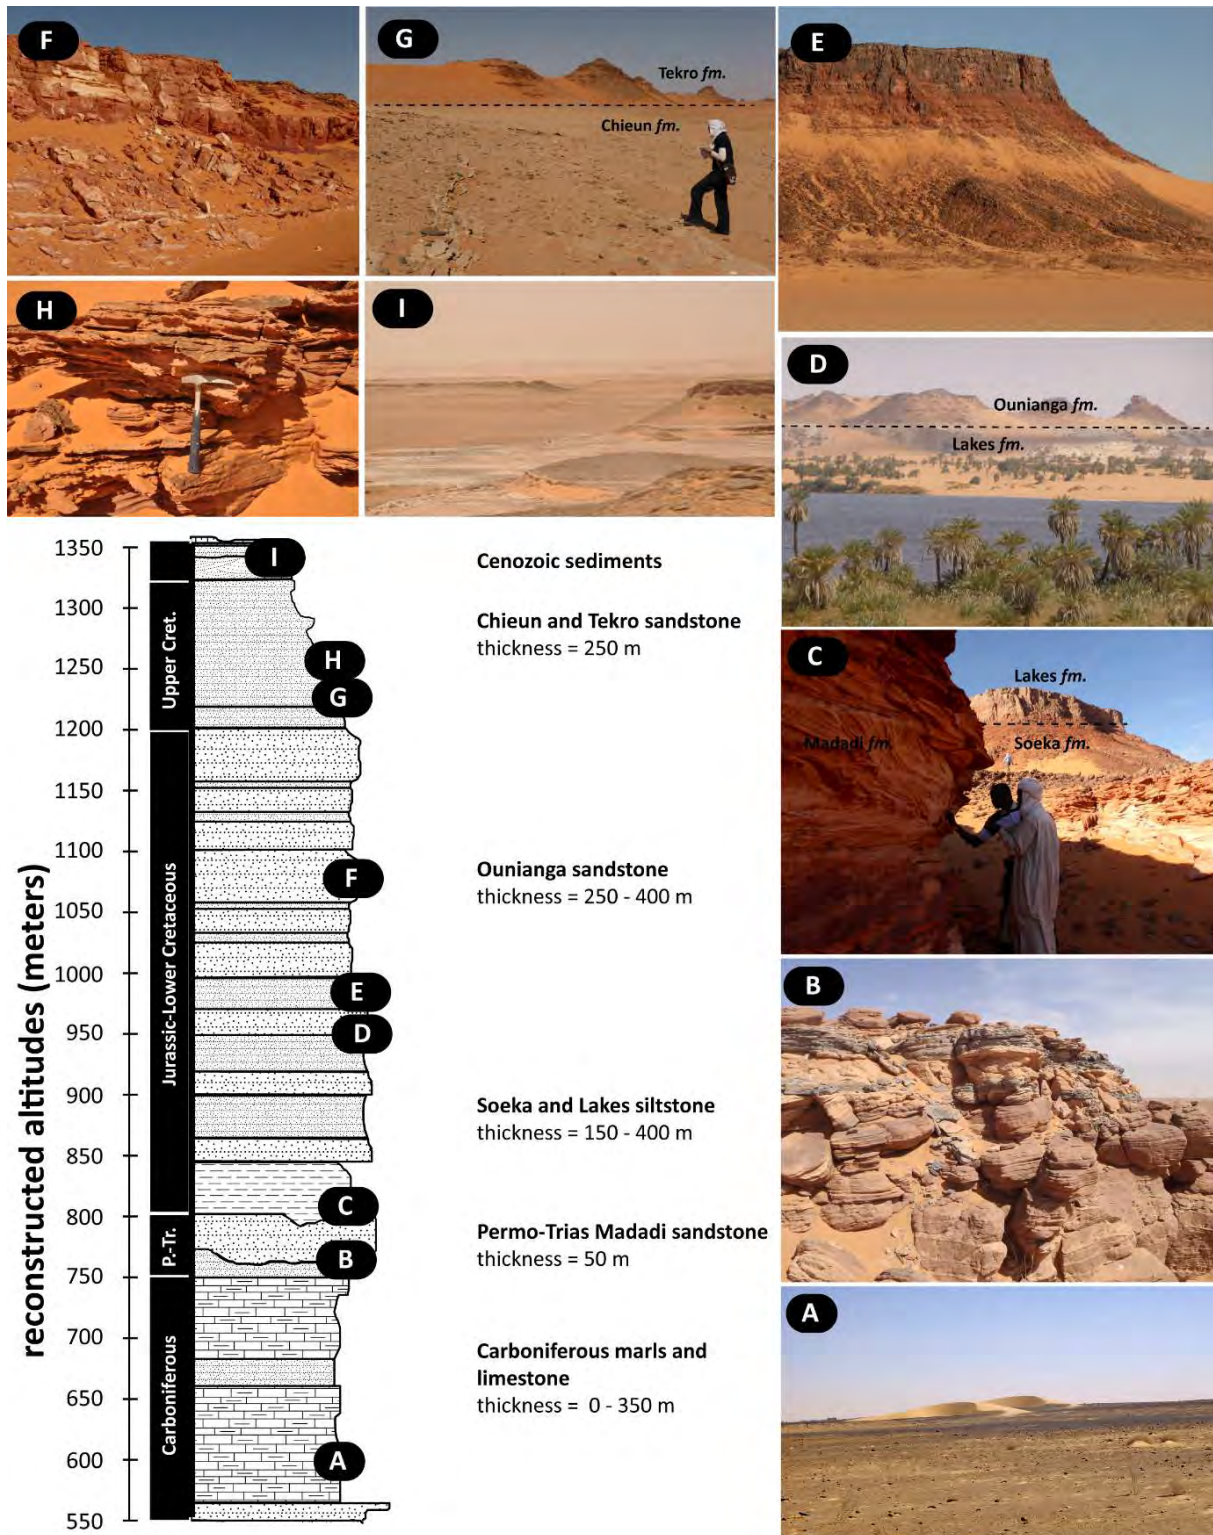 F
G
E
Tekro fm.
Chieun fm.
H
I
D
Ounianga fm.
Lakes fm.
C
Lakes fm.
Madadi fm.
Soeka fm.
B
A
reconstructed altitudes (meters)
1350
1300
1250
1200
1150
1100
1050
1000
950
900
850
800
750
700
650
600
550
Upper Cret.
Jurassic-Lower Cretaceous
P.-Tr.
Carboniferous
I
H
G
F
E
D
C
B
A
Cenozoic sediments
Chieun and Tekro sandstone
thickness = 250 m
Ounianga sandstone
thickness = 250 - 400 m
Soeka and Lakes siltstone
thickness = 150 - 400 m
Permo-Trias Madadi sandstone
thickness = 50 m
Carboniferous marls and
limestone
thickness = 0 - 350 m